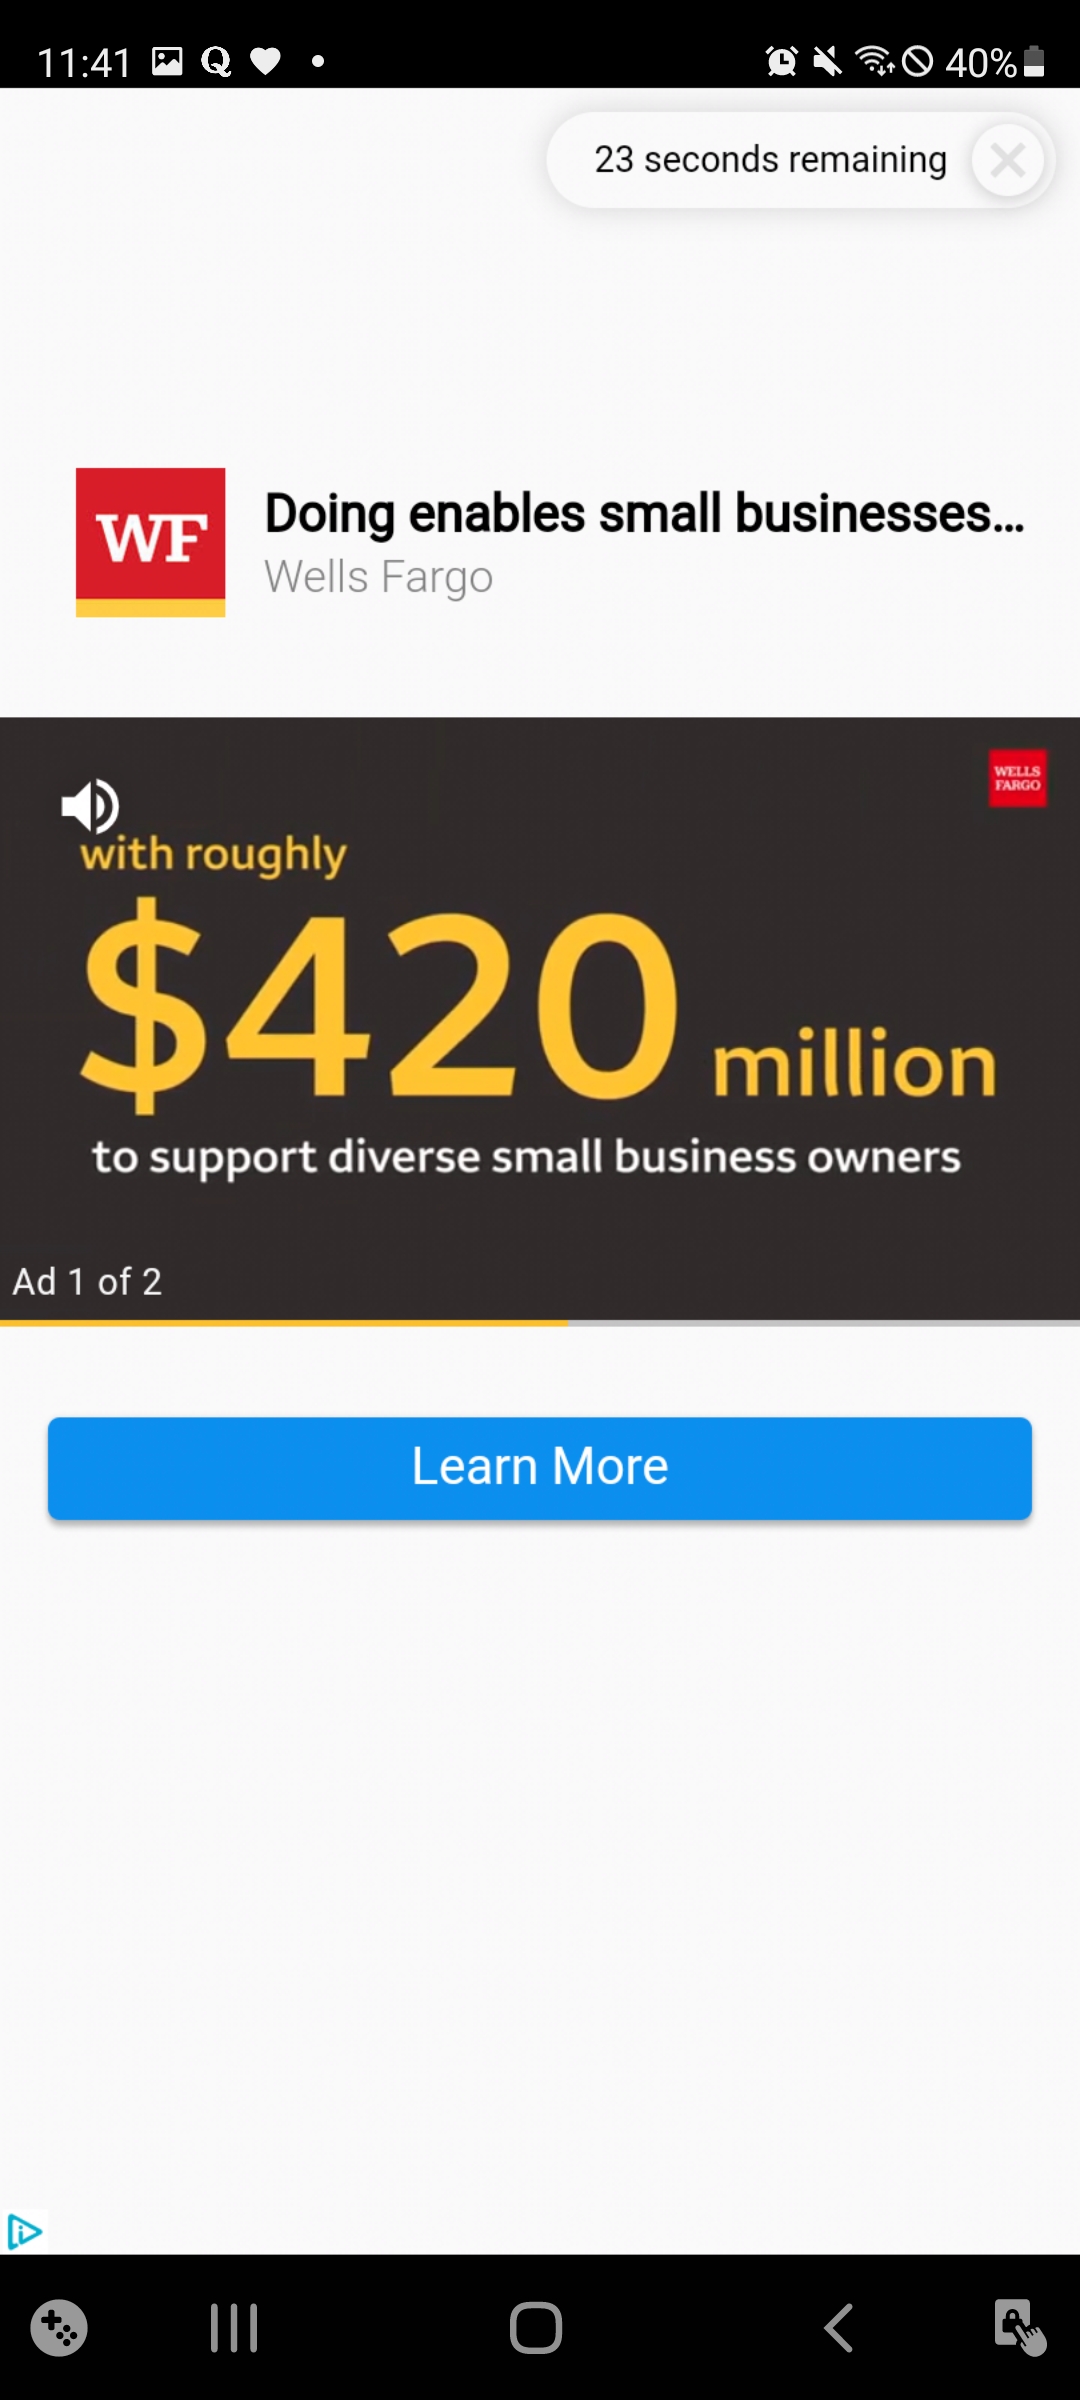 11:41
40%
23 seconds remaining
WF
Doing enables small businesses...
Wells Fargo
WELLS
FARGO
with roughly
$420 million
to support diverse small business owners
Ad 1 of 2
Learn More